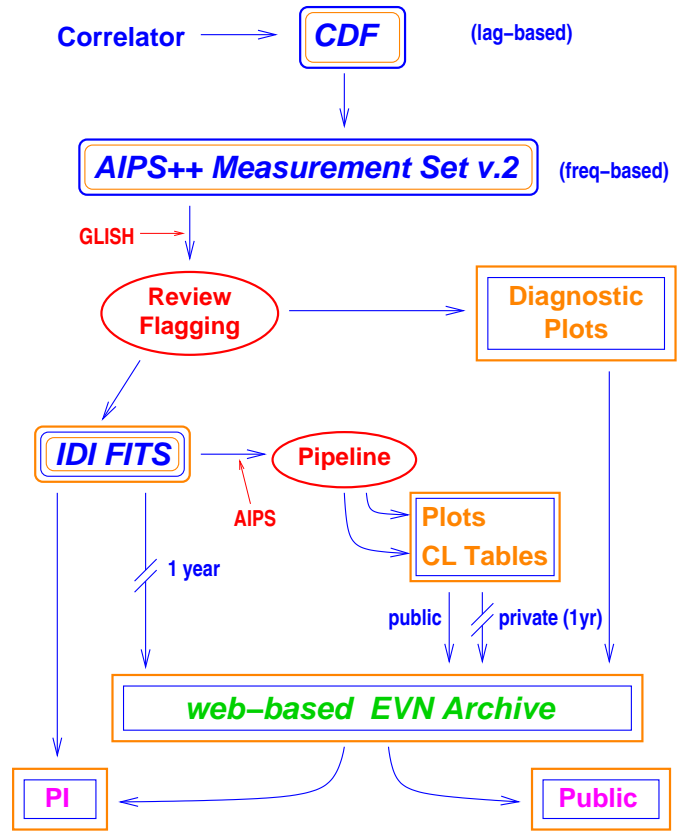 Correlator
CDF
(lag−based)
AIPS++ Measurement Set v.2
(freq−based)
GLISH
Review
Flagging
Diagnostic
Plots
IDI FITS
Pipeline
AIPS
Plots
CL Tables
1 year
public
private (1yr)
web−based EVN Archive
PI
Public